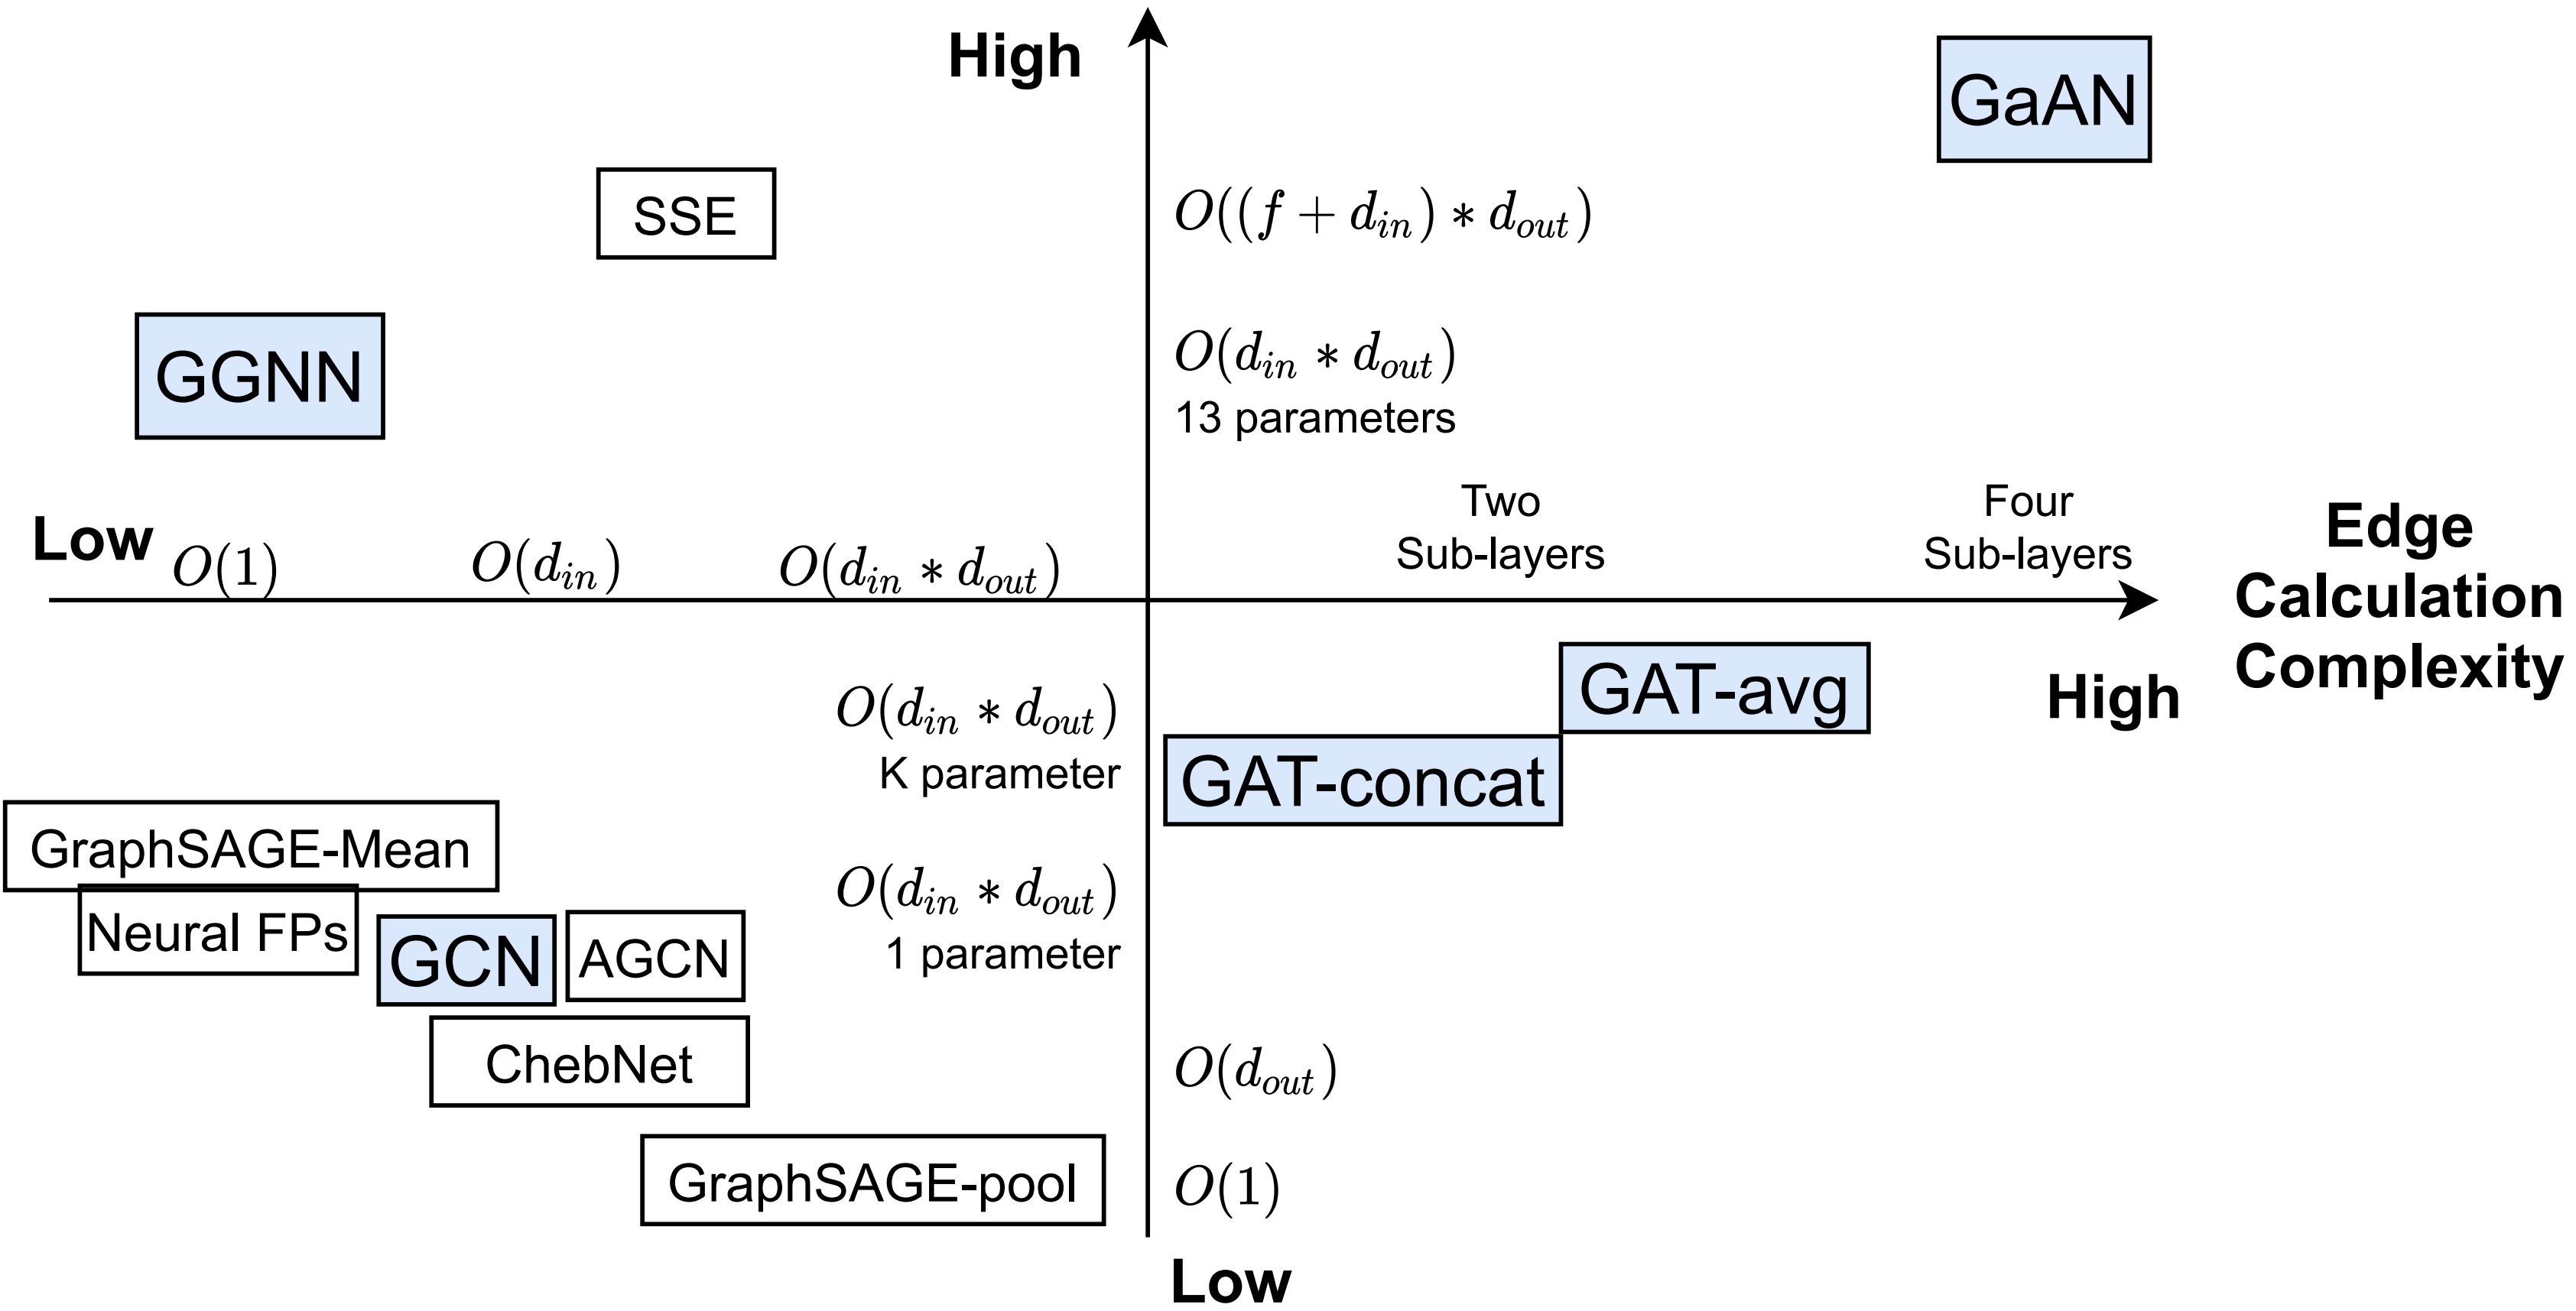 High
GaAN
SSE
O((f + d_in) * d_out)
GGNN
O(d_in * d_out)
13 parameters
Low
O(1)
O(d_in)
O(d_in * d_out)
Two
Sub-layers
Four
Sub-layers
Edge
Calculation
Complexity
High
O(d_in * d_out)
K parameter
GAT-avg
GAT-concat
GraphSAGE-Mean
Neural FPs
GCN
AGCN
O(d_in * d_out)
1 parameter
ChebNet
O(d_out)
GraphSAGE-pool
O(1)
Low